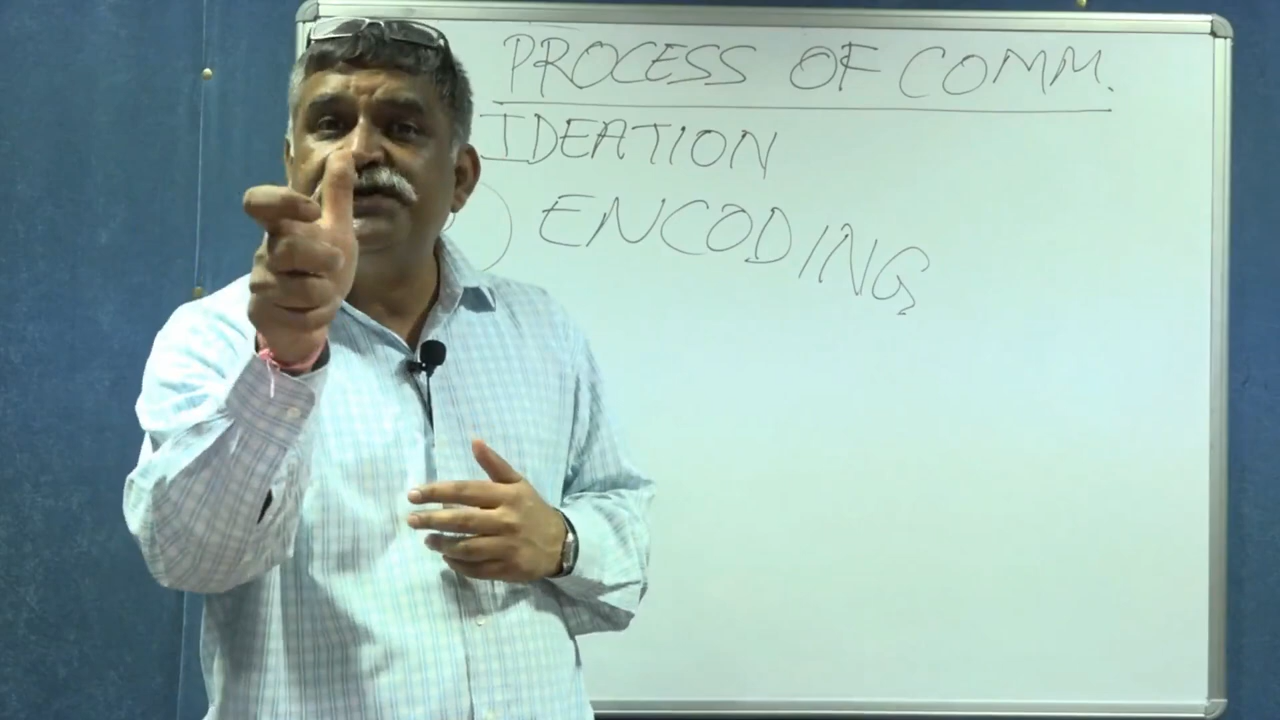 PROCESS OF COMM.
IDEATION
ENCODING